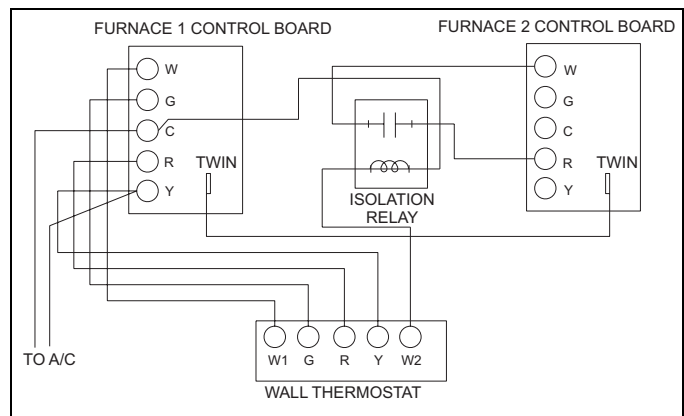 FURNACE 1 CONTROL BOARD
FURNACE 2 CONTROL BOARD
W
G
C
R
Y
TWIN
W
G
C
R
Y
TWIN
ISOLATION
RELAY
TO A/C
W1 G R Y W2
WALL THERMOSTAT